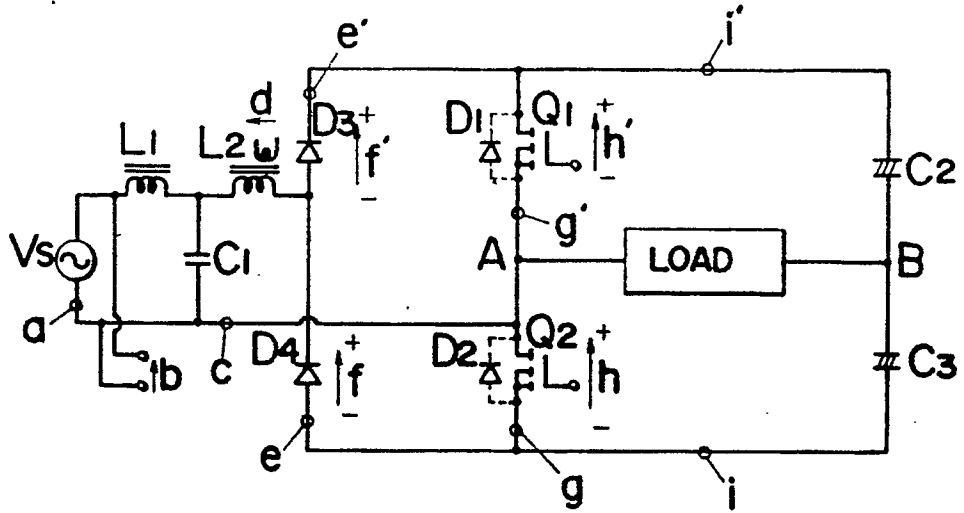 e' i'
d D3 + D1 Q1 +
L1 L2 ω f' h' C2
− −
g'
Vs C1 A LOAD B
a c D4 + D2 Q2 + C3
b f h
− −
e g i